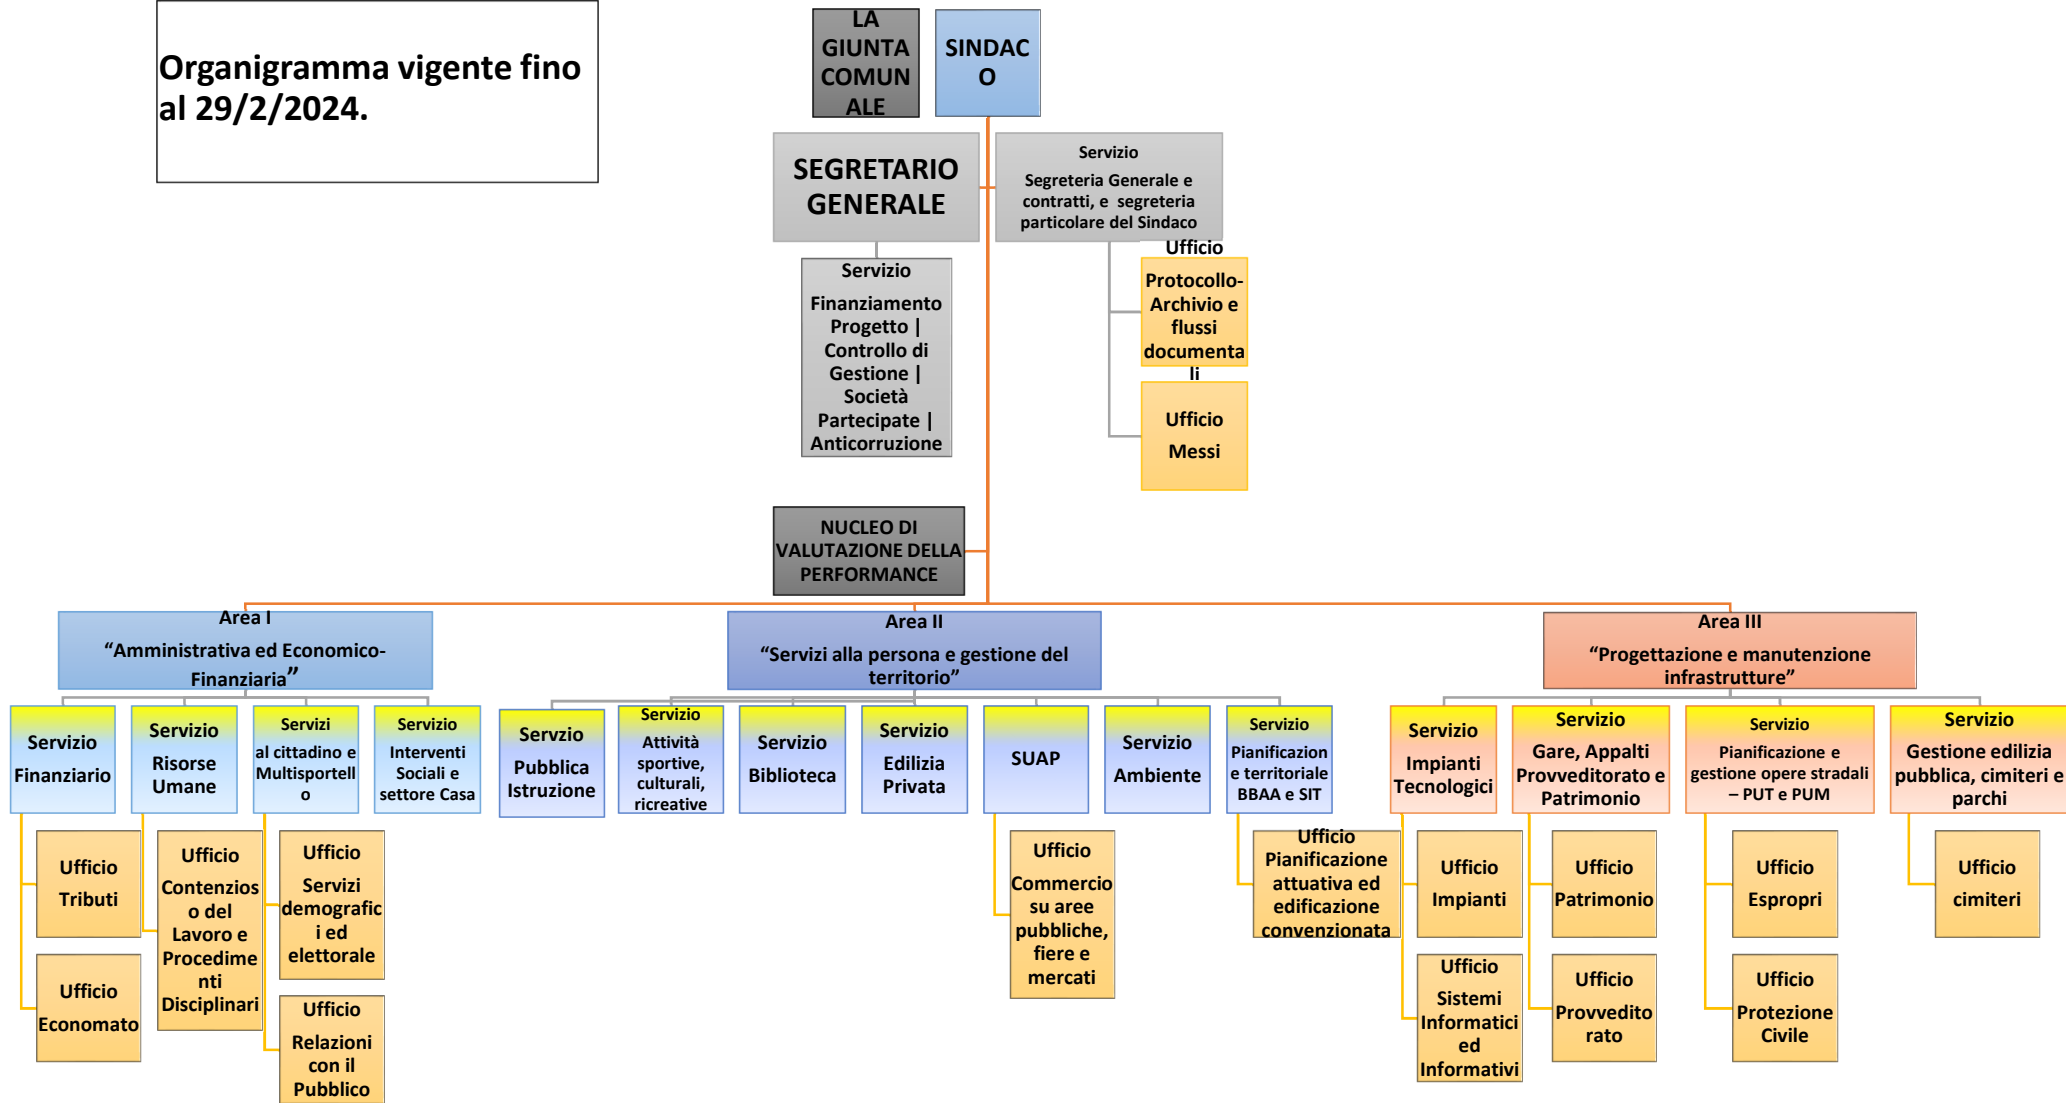 Organigramma vigente fino
al 29/2/2024.
LA
GIUNTA
COMUN
ALE
SINDAC
O
SEGRETARIO
GENERALE
Servizio
Segreteria Generale e
contratti, e segreteria
particolare del Sindaco
Servizio
Finanziamento
Progetto |
Controllo di
Gestione |
Società
Partecipate |
Anticorruzione
Ufficio
Protocollo-
Archivio e
flussi
documenta
li
Ufficio
Messi
NUCLEO DI
VALUTAZIONE DELLA
PERFORMANCE
Area I
“Amministrativa ed Economico-
Finanziaria”
Area II
“Servizi alla persona e gestione del
territorio”
Area III
“Progettazione e manutenzione
infrastrutture”
Servizio
Finanziario
Servizio
Risorse
Umane
Servizi
al cittadino e
Multisportell
o
Servizio
Interventi
Sociali e
settore Casa
Servzio
Pubblica
Istruzione
Servizio
Attività
sportive,
culturali,
ricreative
Servizio
Biblioteca
Servizio
Edilizia
Privata
SUAP
Servizio
Ambiente
Servizio
Pianificazion
e territoriale
BBAA e SIT
Servizio
Impianti
Tecnologici
Servizio
Gare, Appalti
Provveditorato e
Patrimonio
Servizio
Pianificazione e
gestione opere stradali
– PUT e PUM
Servizio
Gestione edilizia
pubblica, cimiteri e
parchi
Ufficio
Tributi
Ufficio
Economato
Ufficio
Contenzios
o del
Lavoro e
Procedime
nti
Disciplinari
Ufficio
Servizi
demografic
i ed
elettorale
Ufficio
Relazioni
con il
Pubblico
Ufficio
Commercio
su aree
pubbliche,
fiere e
mercati
Ufficio
Pianificazione
attuativa ed
edificazione
convenzionata
Ufficio
Impianti
Ufficio
Sistemi
Informatici
ed
Informativi
Ufficio
Patrimonio
Ufficio
Provvedito
rato
Ufficio
Espropri
Ufficio
Protezione
Civile
Ufficio
cimiteri